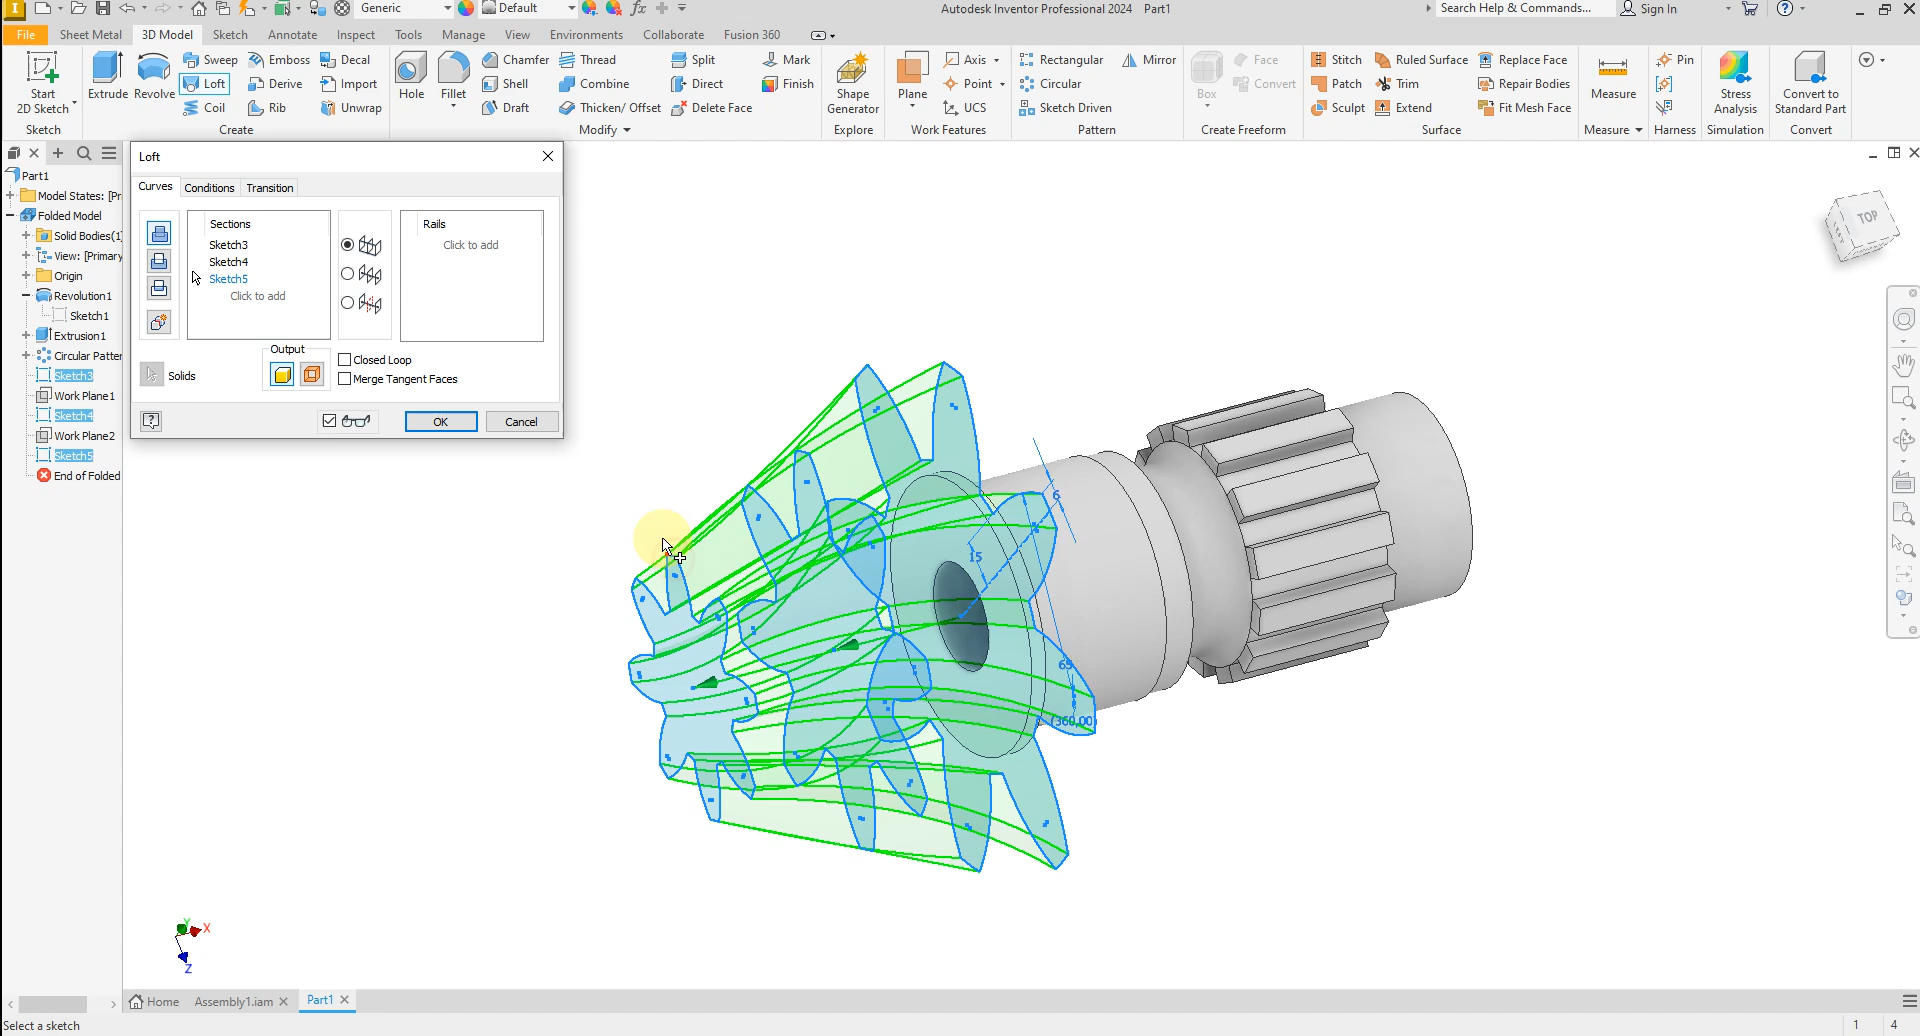 Generic
Default
fx
Autodesk Inventor Professional 2024 Part1
Search Help & Commands...
Sign In
File
Sheet Metal
3D Model
Sketch
Annotate
Inspect
Tools
Manage
View
Environments
Collaborate
Fusion 360
Start
2D Sketch
Sketch
Extrude
Revolve
Sweep
Loft
Coil
Emboss
Derive
Rib
Decal
Import
Unwrap
Create
Hole
Fillet
Chamfer
Shell
Draft
Thread
Combine
Thicken/ Offset
Split
Direct
Delete Face
Modify
Mark
Finish
Shape
Generator
Explore
Plane
Axis
Point
UCS
Work Features
Rectangular
Circular
Sketch Driven
Mirror
Pattern
Box
Face
Convert
Create Freeform
Stitch
Patch
Sculpt
Ruled Surface
Trim
Extend
Replace Face
Repair Bodies
Fit Mesh Face
Surface
Measure
Measure
Pin
Harness
Stress
Analysis
Simulation
Convert to
Standard Part
Convert
Part1
Model States: [Pr
Folded Model
Solid Bodies(1)
View: [Primary
Origin
Revolution1
Sketch1
Extrusion1
Circular Patter
Sketch3
Work Plane1
Sketch4
Work Plane2
Sketch5
End of Folded
Loft
Curves
Conditions
Transition
Sections
Sketch3
Sketch4
Sketch5
Click to add
Rails
Click to add
Solids
Output
Closed Loop
Merge Tangent Faces
OK
Cancel
TOP
6
15
65
(360,00)
Y
X
Z
Home
Assembly1.iam
Part1
Select a sketch
1
4